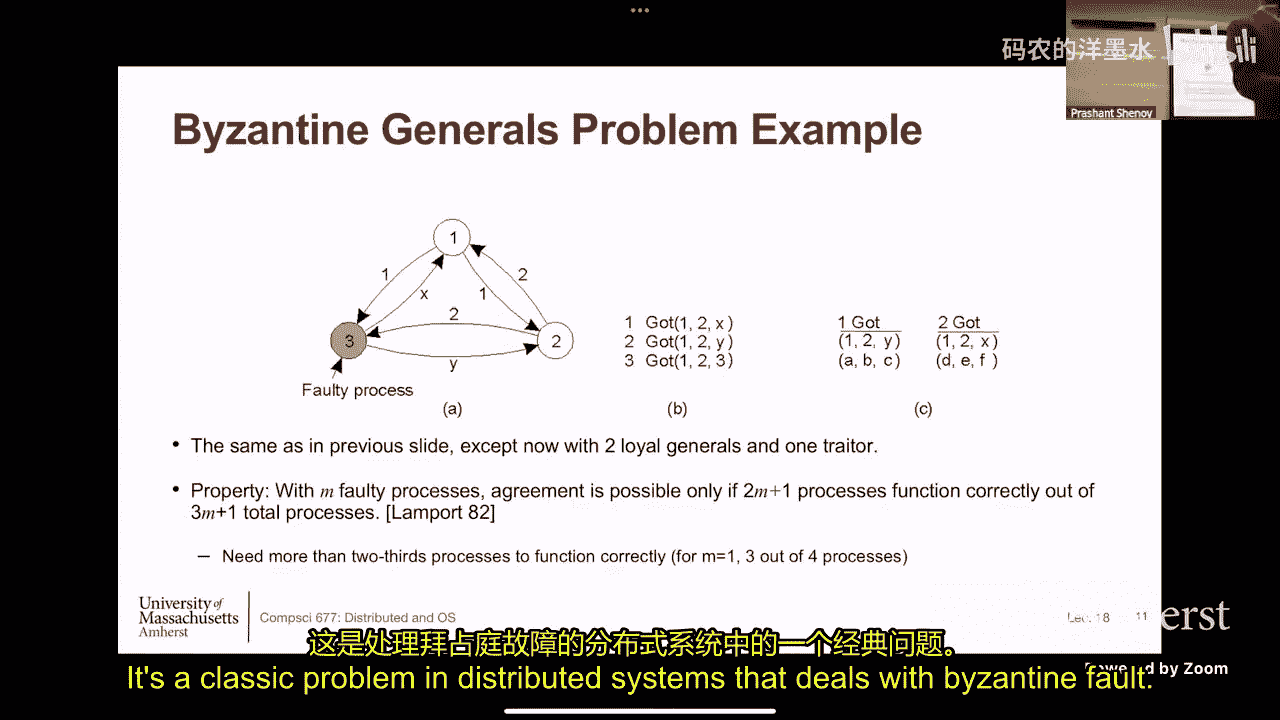 码农的洋墨水
bilibili
Prashant Shenoy
Byzantine Generals Problem Example
1
1
2
x
1
2
3
2
y
Faulty process
(a)
1 Got(1, 2, x )
2 Got(1, 2, y )
3 Got(1, 2, 3 )
(b)
1 Got 2 Got
(1, 2, y ) (1, 2, x )
(a, b, c ) (d, e, f )
(c)
• The same as in previous slide, except now with 2 loyal generals and one traitor.
• Property: With m faulty processes, agreement is possible only if 2m+1 processes function correctly out of
3m+1 total processes. [Lamport 82]
– Need more than two-thirds processes to function correctly (for m=1, 3 out of 4 processes)
University of
Massachusetts
Amherst
Compsci 677: Distributed and OS
Lec. 18 11
erst
这是处理拜占庭故障的分布式系统中的一个经典问题。
It's a classic problem in distributed systems that deals with byzantine fault.
by Zoom